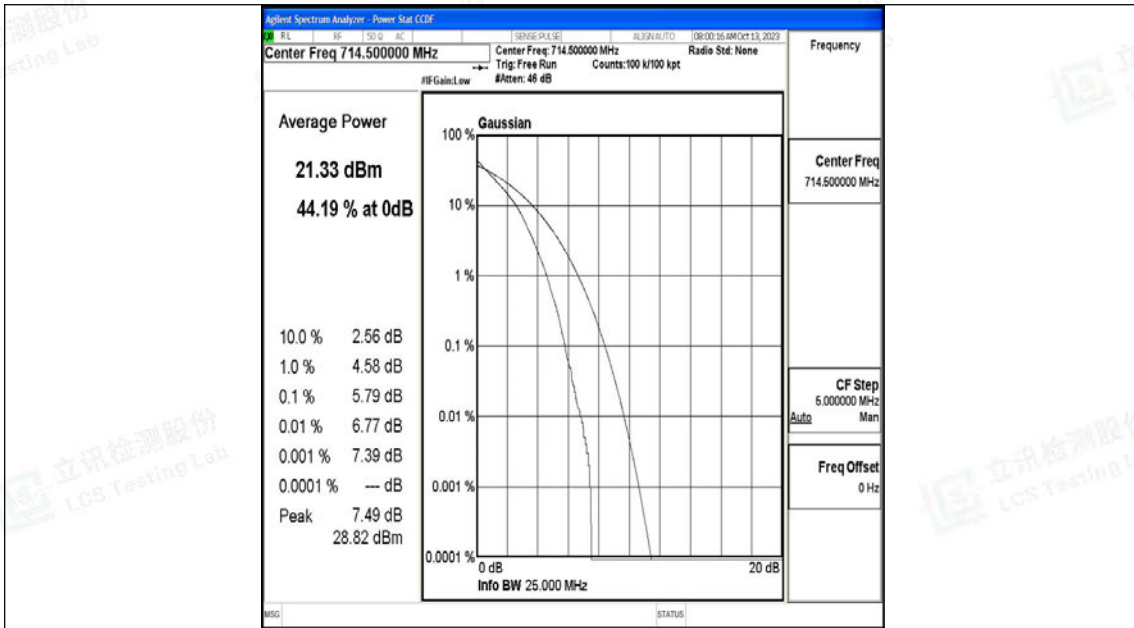 Agilent Spectrum Analyzer - Power Stat CCDF
RL RF 50 Ω AC SENSE:PULSE ALIGNAUTO 08:00:16 AM Oct 13, 2023
Center Freq 714.500000 MHz
Center Freq: 714.500000 MHz
Radio Std: None
Trig: Free Run Counts:100 k/100 kpt
#IFGain:Low #Atten: 46 dB
Frequency
Average Power
21.33 dBm
44.19 % at 0dB
10.0 % 2.56 dB
1.0 % 4.58 dB
0.1 % 5.79 dB
0.01 % 6.77 dB
0.001 % 7.39 dB
0.0001 % --- dB
Peak 7.49 dB
28.82 dBm
Gaussian
100 %
10 %
1 %
0.1 %
0.01 %
0.001 %
0.0001 %
0 dB 20 dB
Info BW 25.000 MHz
Center Freq
714.500000 MHz
CF Step
5.000000 MHz
Auto Man
Freq Offset
0 Hz
MSG STATUS
立讯检测股份
LCS Testing Lab
立讯检测股份